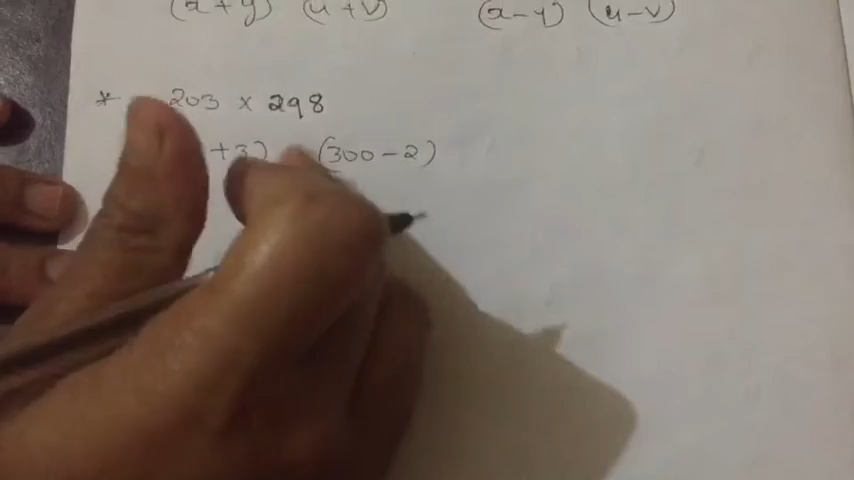 (x+y) (u+v) (x-y) (u-v)
* 203 × 298
+3) (300-2)